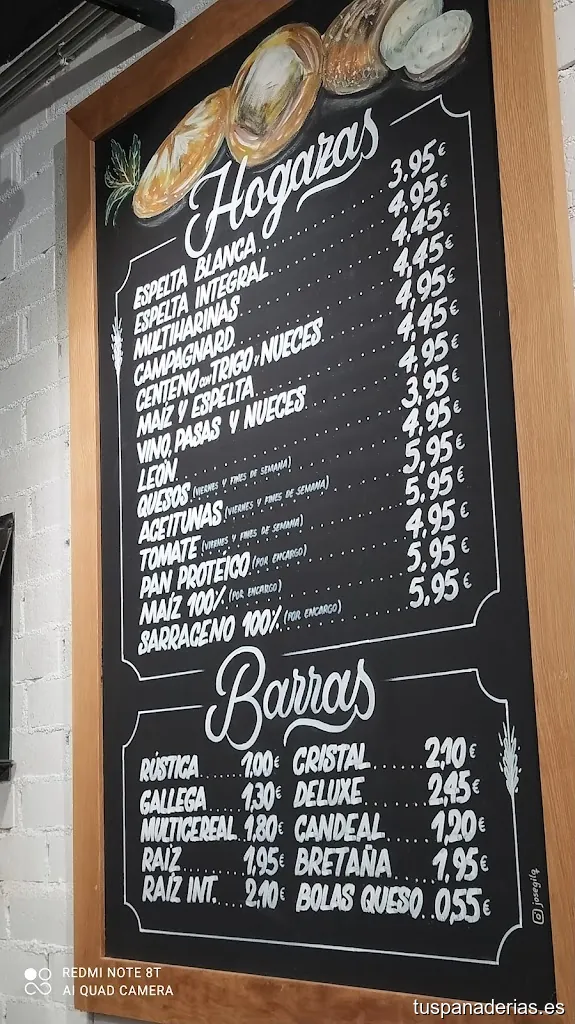 Hogazas
ESPELTA BLANCA 3.95€
ESPELTA INTEGRAL 4.95€
MULTIHARINAS 4,45€
CAMPAGNARD 4,45€
CENTENO con TRIGO y NUECES 4,95€
MAÍZ Y ESPELTA 4,45€
VINO, PASAS Y NUECES 4.95€
LEÓN 3.95€
QUESOS (VIERNES Y FINES DE SEMANA) 4.95€
ACEITUNAS (VIERNES Y FINES DE SEMANA) 5.95€
TOMATE (VIERNES Y FINES DE SEMANA) 5.95€
PAN PROTEÍCO (POR ENCARGO) 4.95€
MAÍZ 100% (POR ENCARGO) 5,95€
SARRACENO 100% (POR ENCARGO) 5,95€
Barras
RÚSTICA 1.00€ CRISTAL 2,10€
GALLEGA 1,30€ DELUXE 2,45€
MULTICEREAL 1,80€ CANDEAL 1,20€
RAÍZ 1,95€ BRETAÑA 1,95€
RAÍZ INT. 2,10€ BOLAS QUESO 0,55€
REDMI NOTE 8T
AI QUAD CAMERA
tuspanaderias.es